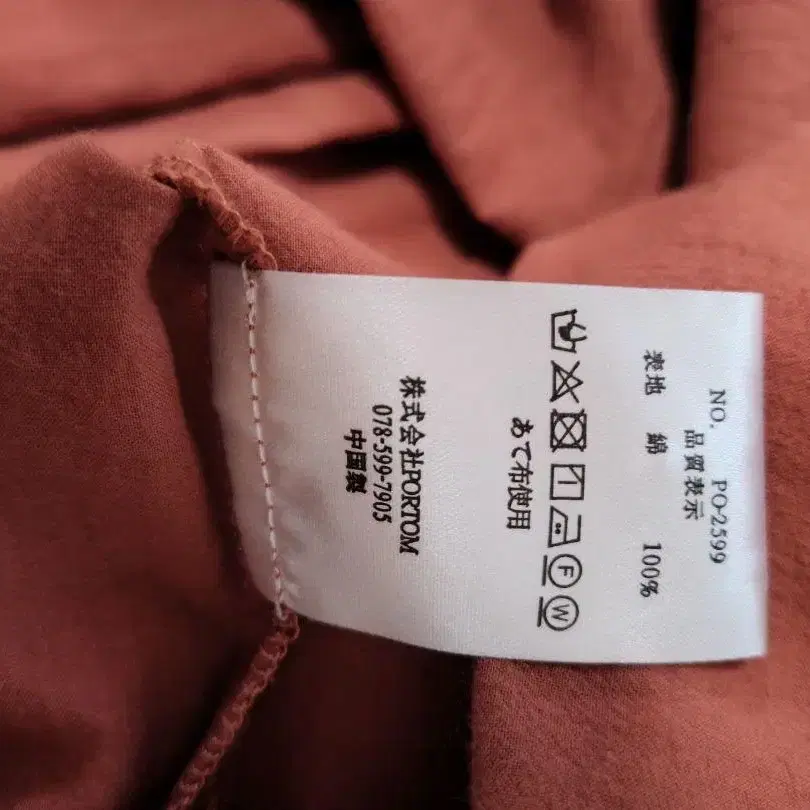 NO. PO-2599
品質表示
表地 綿 100%
F W
あて布使用
株式会社PORTOM
078-599-7905
中国製